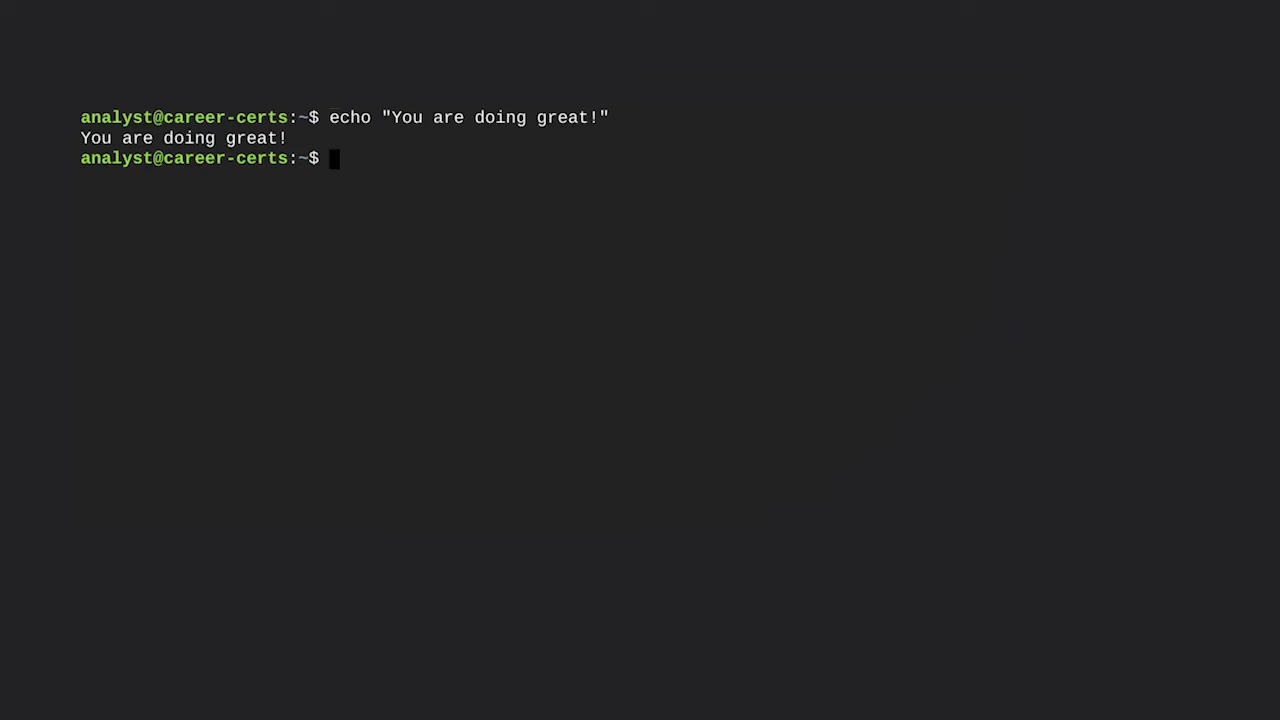 analyst@career-certs:~$ echo "You are doing great!"
You are doing great!
analyst@career-certs:~$